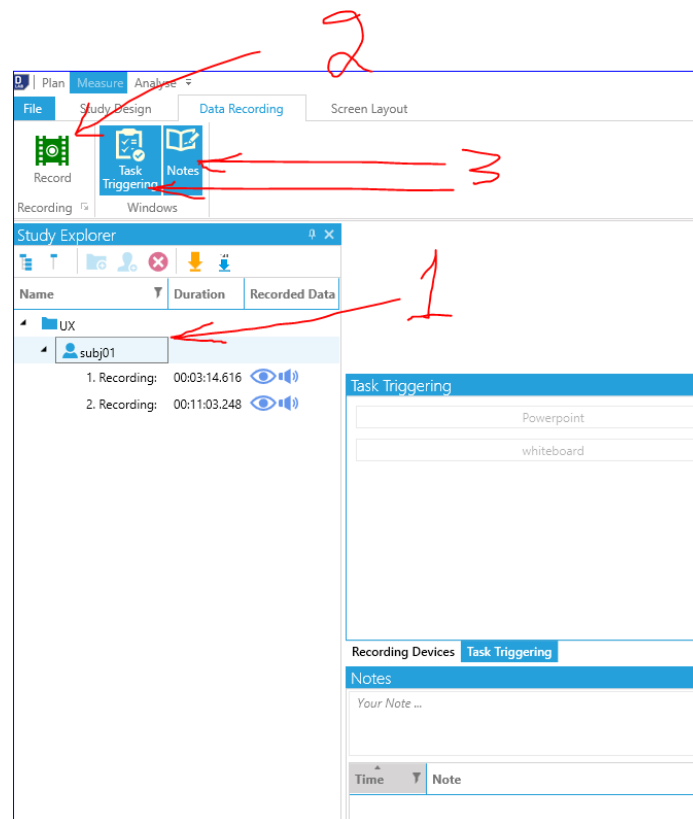 2
D
LAB
Plan Measure Analyse
File Study Design Data Recording Screen Layout
Record Task Triggering Notes
3
Recording Windows
Study Explorer
1
Name Duration Recorded Data
UX
subj01
1. Recording: 00:03:14.616
2. Recording: 00:11:03.248
Task Triggering
Powerpoint
whiteboard
Recording Devices Task Triggering
Notes
Your Note ...
Time Note